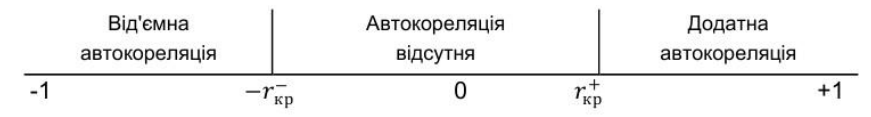 Від'ємна Автокореляція Додатна
автокореляція відсутня автокореляція
-1 −r⁻кр 0 r⁺кр +1